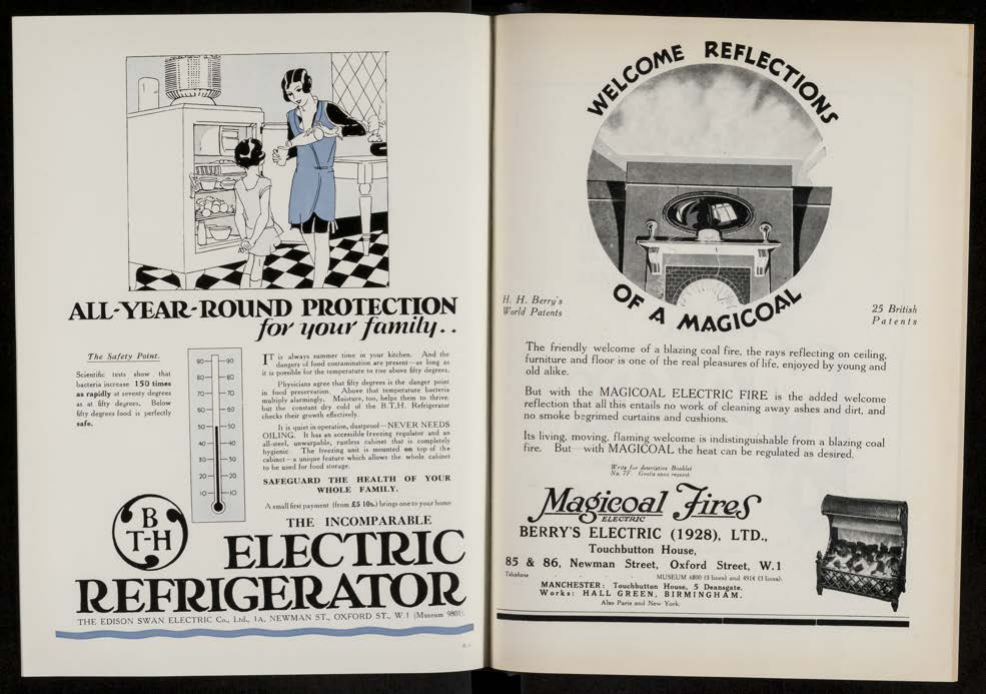 ALL-YEAR-ROUND PROTECTION
for your family..
The Safety Point.
Scientific tests show that
bacteria increase 150 times
as rapidly at seventy degrees
as at fifty degrees. Below
fifty degrees food is perfectly
safe.
90 90
80 80
70 70
60 60
50 50
40 40
30 30
20 20
10 10
IT is always summer time in your kitchen. And the
dangers of food contamination are present—as long as
it is possible for the temperature to rise above fifty degrees.
Physicians agree that fifty degrees is the danger point
in food preservation. Above that temperature bacteria
multiply alarmingly. Moisture, too, helps them to thrive,
but the constant dry cold of the B.T.H. Refrigerator
checks their growth effectively.
It is quiet in operation, dustproof—NEVER NEEDS
OILING. It has an accessible freezing regulator and an
all-steel, unwarpable, rustless cabinet that is completely
hygienic. The freezing unit is mounted on top of the
cabinet—a unique feature which allows the whole cabinet
to be used for food storage.
SAFEGUARD THE HEALTH OF YOUR
WHOLE FAMILY.
A small first payment (from £5 10s.) brings one to your home
B
T-H
THE INCOMPARABLE
ELECTRIC
REFRIGERATOR
THE EDISON SWAN ELECTRIC Co., Ltd., 1A, NEWMAN ST., OXFORD ST., W.1 (Museum 9801).
WELCOME REFLECTIONS
OF A MAGICOAL
H. H. Berry's
World Patents
25 British
Patents
The friendly welcome of a blazing coal fire, the rays reflecting on ceiling,
furniture and floor is one of the real pleasures of life, enjoyed by young and
old alike.
But with the MAGICOAL ELECTRIC FIRE is the added welcome
reflection that all this entails no work of cleaning away ashes and dirt, and
no smoke begrimed curtains and cushions.
Its living, moving, flaming welcome is indistinguishable from a blazing coal
fire. But with MAGICOAL the heat can be regulated as desired.
Write for descriptive Booklet
No. 7F. Gratis upon request.
Magicoal Fires
ELECTRIC
BERRY'S ELECTRIC (1928), LTD.,
Touchbutton House,
85 & 86, Newman Street, Oxford Street, W.1
Telephone - MUSEUM 6800 (3 lines) and 4914 (3 lines).
MANCHESTER: Touchbutton House, 5 Deansgate.
Works: HALL GREEN, BIRMINGHAM.
Also Paris and New York.